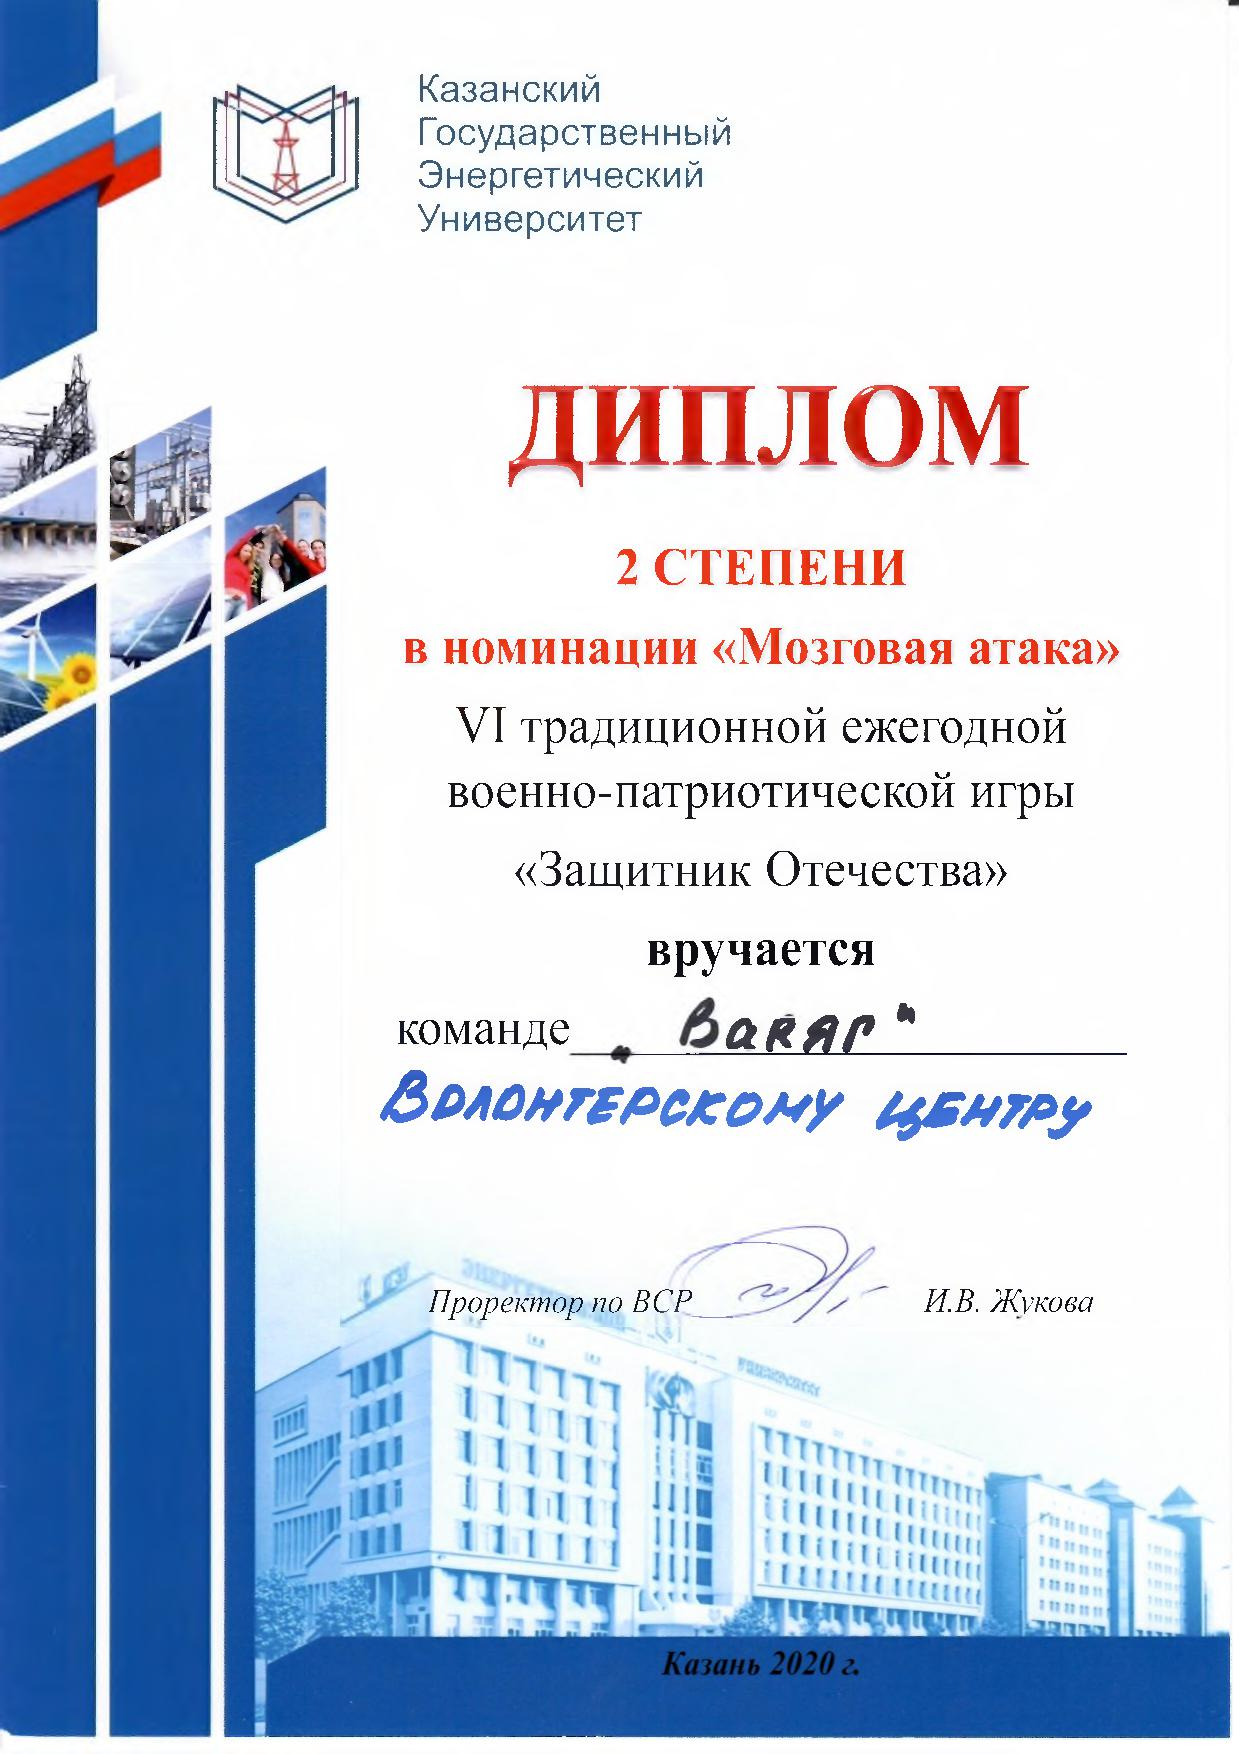 Казанский
Государственный
Энергетический
Университет
ДИПЛОМ
2 СТЕПЕНИ
в номинации «Мозговая атака»
VI традиционной ежегодной
военно-патриотической игры
«Защитник Отечества»
вручается
команде „Варяг“
Волонтерскому центру
Проректор по ВСР И.В. Жукова
Казань 2020 г.